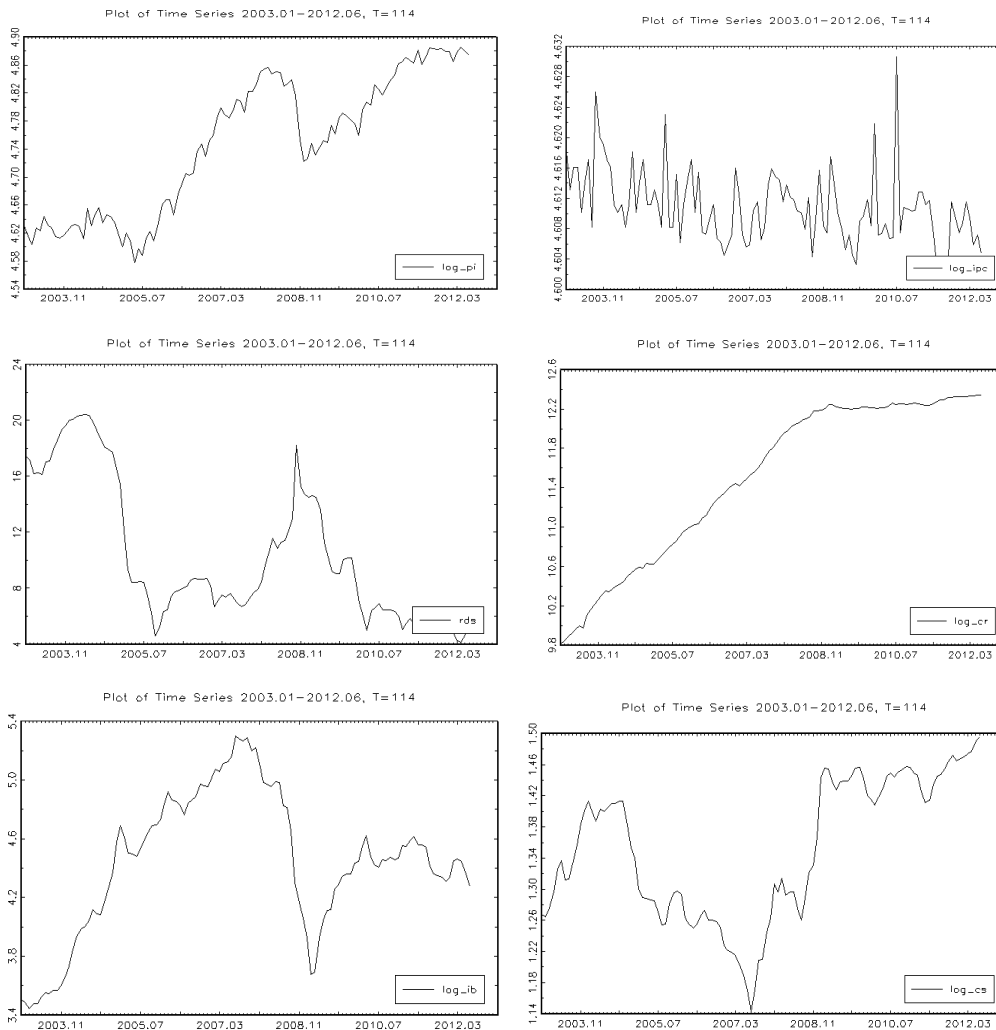 Plot of Time Series 2003.01-2012.06, T=114
4.90
4.86
4.82
4.78
4.74
4.70
4.66
4.62
4.58
4.54
log_pi
2003.11 2005.07 2007.03 2008.11 2010.07 2012.03
Plot of Time Series 2003.01-2012.06, T=114
4.632
4.628
4.624
4.620
4.616
4.612
4.608
4.604
4.600
log_ipc
2003.11 2005.07 2007.03 2008.11 2010.07 2012.03
Plot of Time Series 2003.01-2012.06, T=114
24
20
16
12
8
4
rds
2003.11 2005.07 2007.03 2008.11 2010.07 2012.03
Plot of Time Series 2003.01-2012.06, T=114
12.6
12.2
11.8
11.4
11.0
10.6
10.2
9.8
log_cr
2003.11 2005.07 2007.03 2008.11 2010.07 2012.03
Plot of Time Series 2003.01-2012.06, T=114
5.4
5.0
4.6
4.2
3.8
3.4
log_ib
2003.11 2005.07 2007.03 2008.11 2010.07 2012.03
Plot of Time Series 2003.01-2012.06, T=114
1.50
1.46
1.42
1.38
1.34
1.30
1.26
1.22
1.18
1.14
log_cs
2003.11 2005.07 2007.03 2008.11 2010.07 2012.03